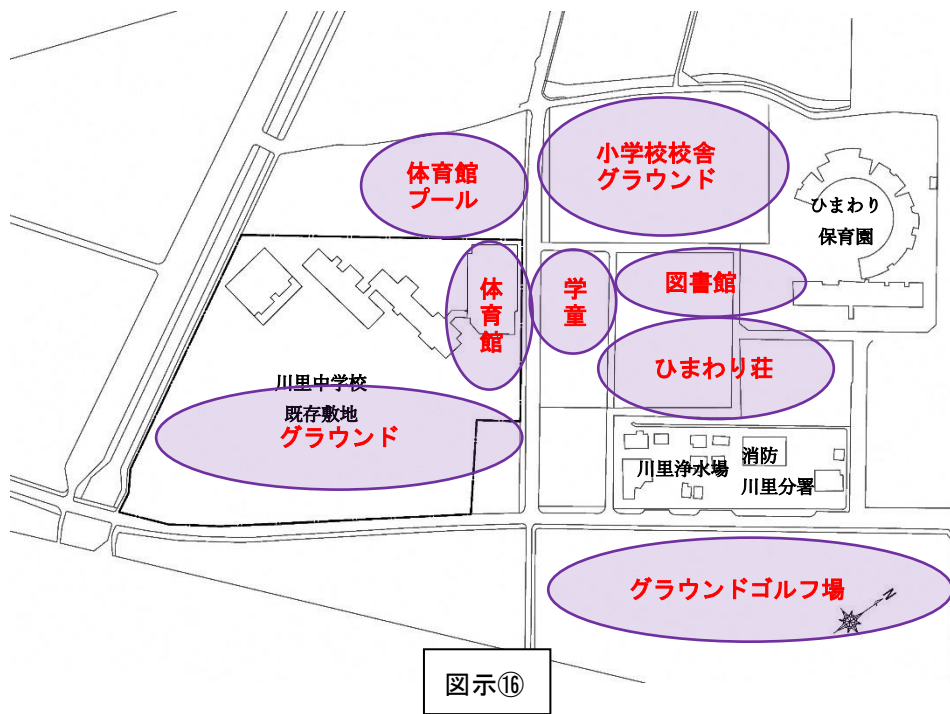 体育館
プール
小学校校舎
グラウンド
ひまわり
保育園
体
育
館
学
童
図書館
ひまわり荘
川里中学校
既存敷地
グラウンド
川里浄水場
消防
川里分署
グラウンドゴルフ場
N
図示⑯